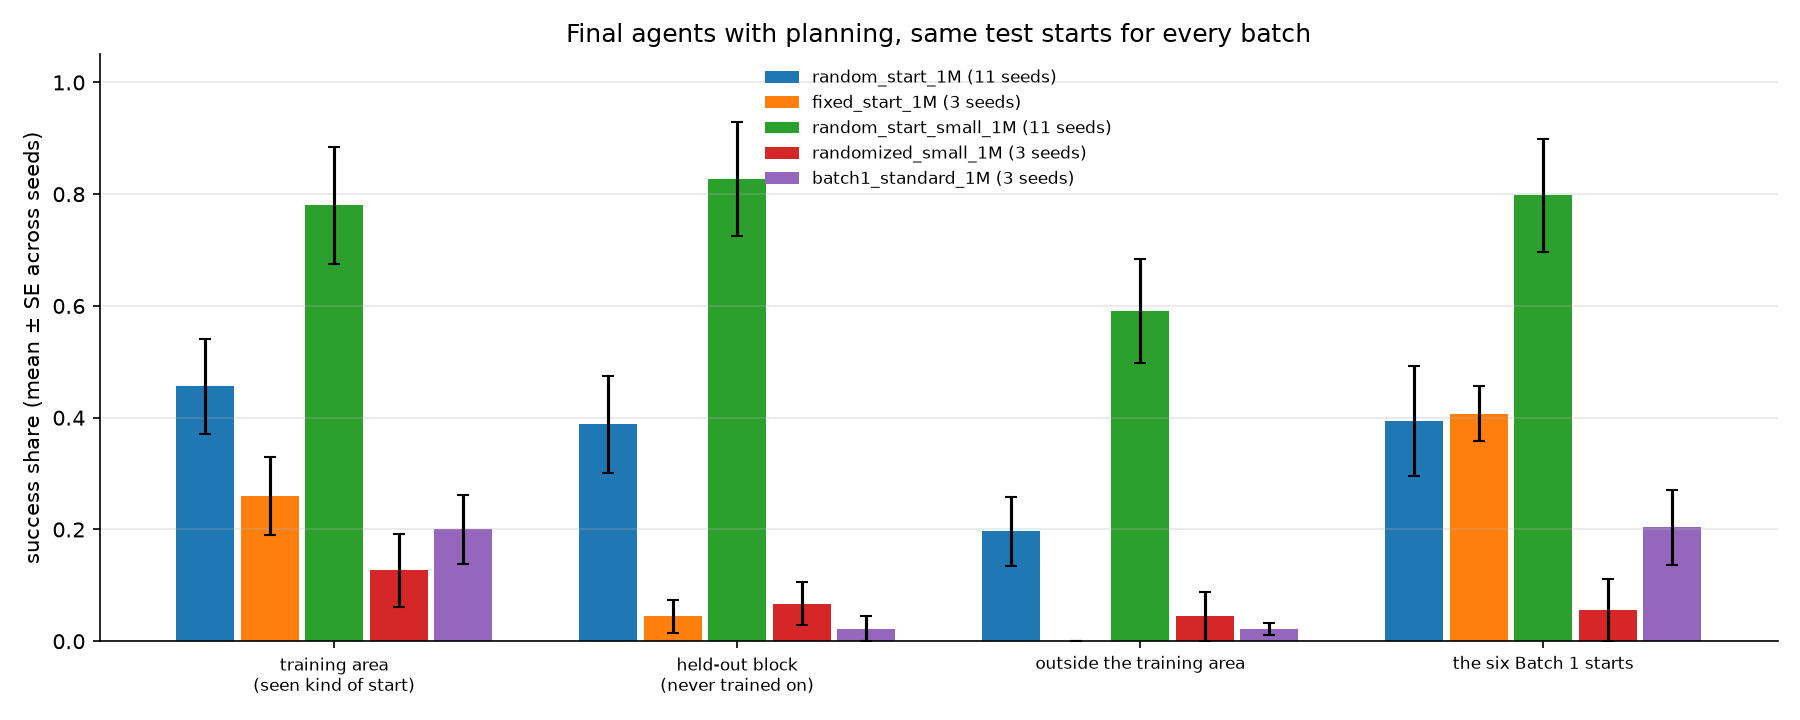 Final agents with planning, same test starts for every batch
random_start_1M (11 seeds)
fixed_start_1M (3 seeds)
random_start_small_1M (11 seeds)
randomized_small_1M (3 seeds)
batch1_standard_1M (3 seeds)
success share (mean ± SE across seeds)
1.0
0.8
0.6
0.4
0.2
0.0
training area
(seen kind of start)
held-out block
(never trained on)
outside the training area
the six Batch 1 starts